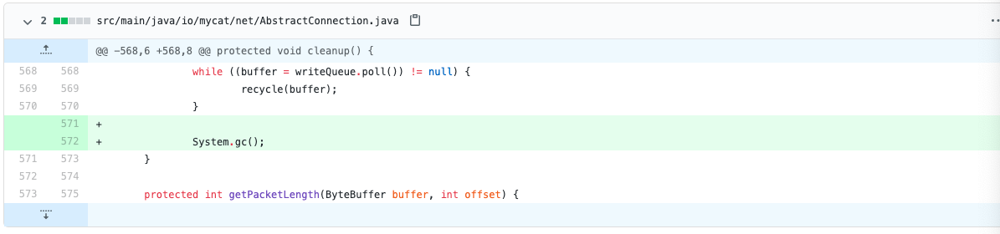 2 src/main/java/io/mycat/net/AbstractConnection.java
@@ -568,6 +568,8 @@ protected void cleanup() {
568 568 while ((buffer = writeQueue.poll()) != null) {
569 569 recycle(buffer);
570 570 }
571 +
572 + System.gc();
571 573 }
572 574
573 575 protected int getPacketLength(ByteBuffer buffer, int offset) {